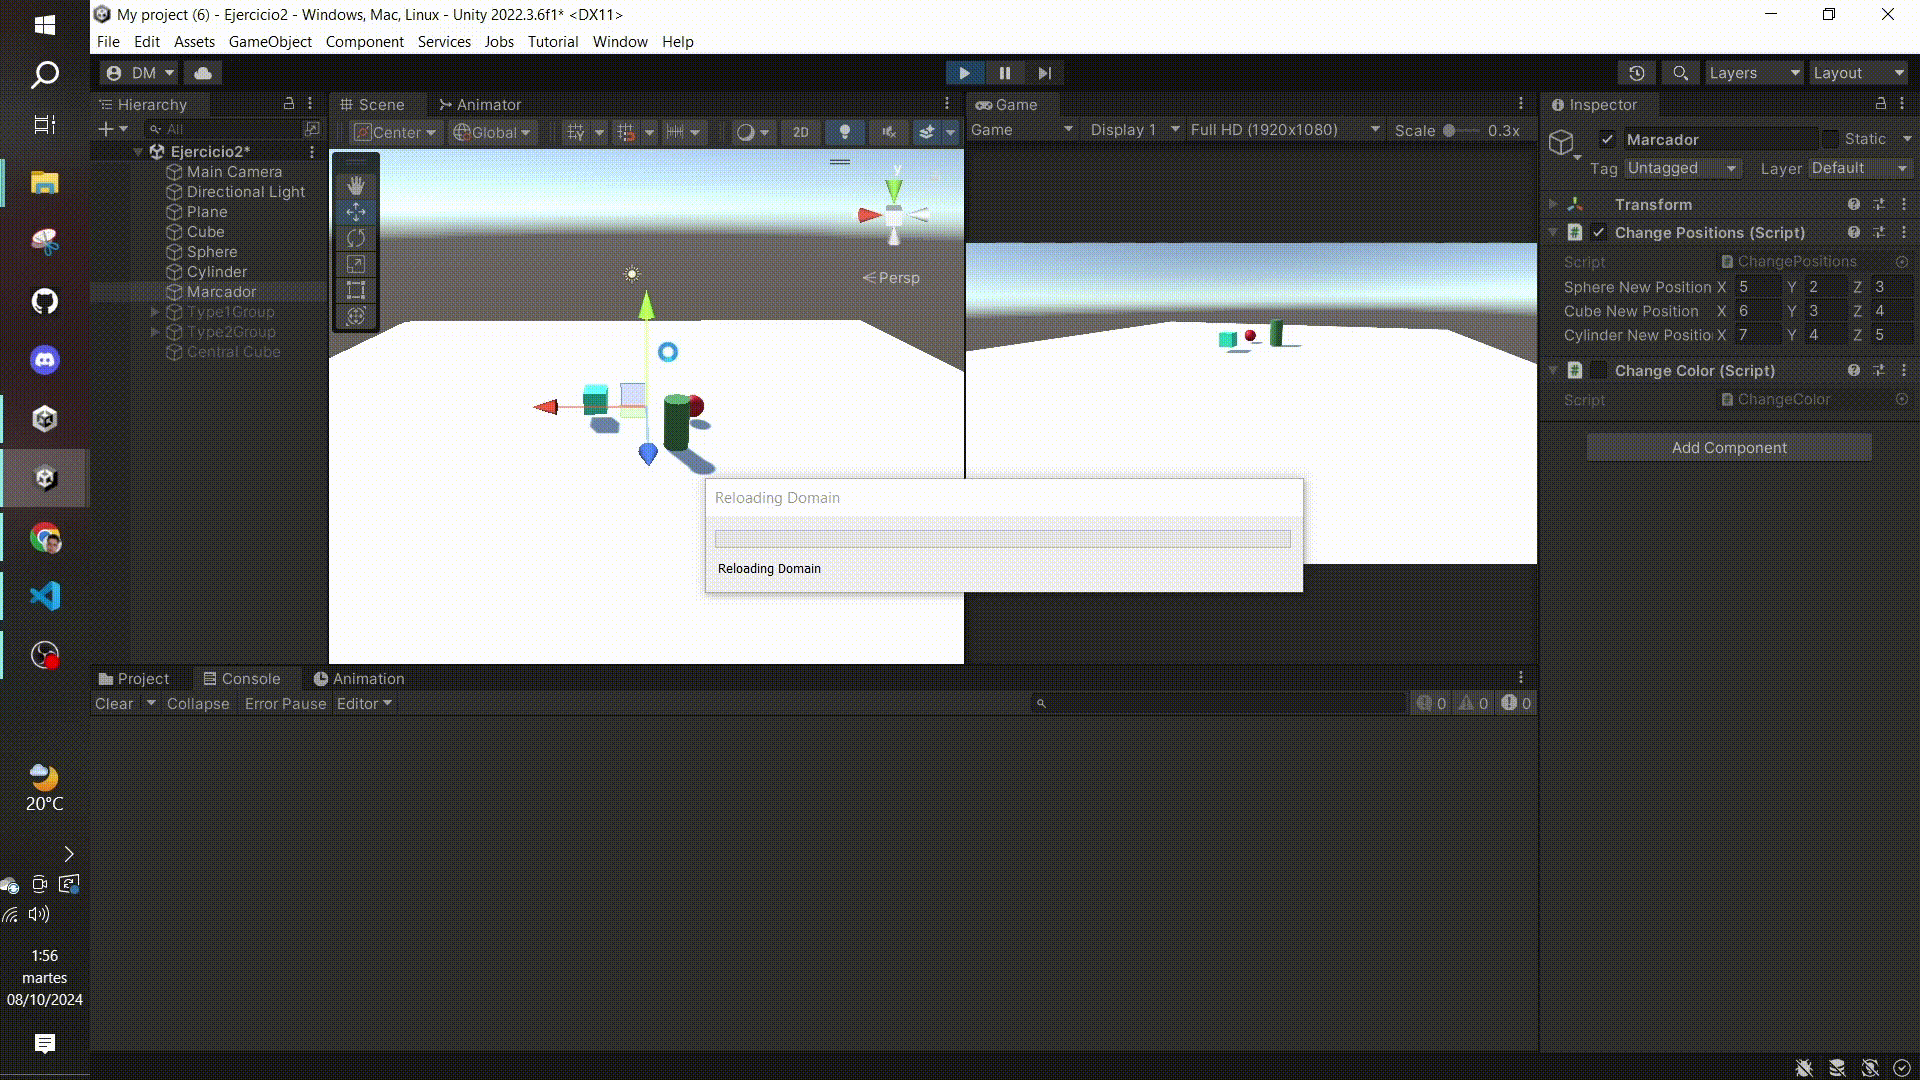 My project (6) - Ejercicio2 - Windows, Mac, Linux - Unity 2022.3.6f1* <DX11>
File Edit Assets GameObject Component Services Jobs Tutorial Window Help
DM
Layers
Layout
Hierarchy
Scene
Animator
Game
Inspector
All
Center
Global
2D
Game
Display 1
Full HD (1920x1080)
Scale
0.3x
Marcador
Static
Tag Untagged
Layer Default
Ejercicio2*
Main Camera
Directional Light
Plane
Cube
Sphere
Cylinder
Marcador
Type1Group
Type2Group
Central Cube
y
Persp
Transform
Change Positions (Script)
Script ChangePositions
Sphere New Position X 5 Y 2 Z 3
Cube New Position X 6 Y 3 Z 4
Cylinder New Positio X 7 Y 4 Z 5
Change Color (Script)
Script ChangeColor
Add Component
Reloading Domain
Reloading Domain
Project
Console
Animation
Clear Collapse Error Pause Editor
0 0 0
20°C
1:56
martes
08/10/2024